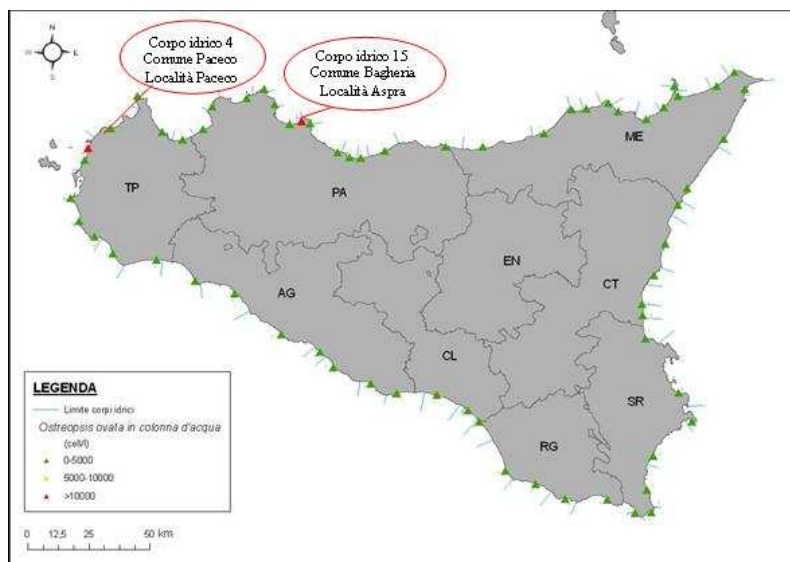 N
E
S
Corpo idrico 4
Comune Paceco
Località Paceco
Corpo idrico 15
Comune Bagheria
Località Aspra
ME
TP
PA
EN
AG
CT
CL
SR
RG
LEGENDA
Limite corpi idrici
Ostreopsis ovata in colonna d'acqua
(cell/l)
0-5000
5000-10000
>10000
0 12,5 25 50 km